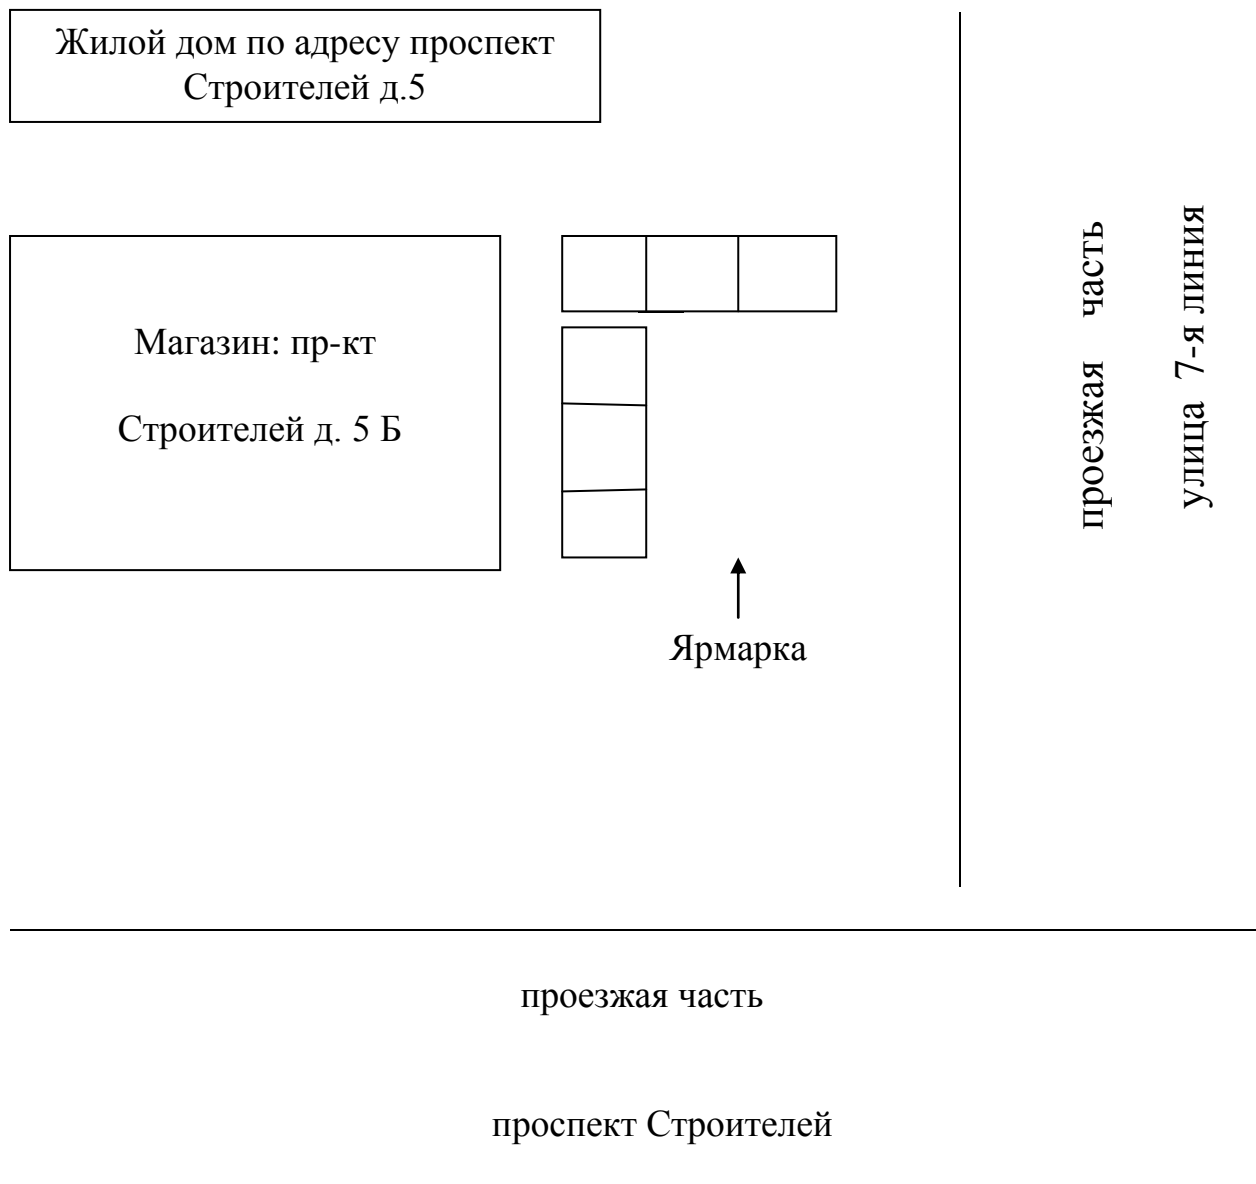 Жилой дом по адресу проспект
Строителей д.5
Магазин: пр-кт
Строителей д. 5 Б
Ярмарка
проезжая часть
улица 7-я линия
проезжая часть
проспект Строителей